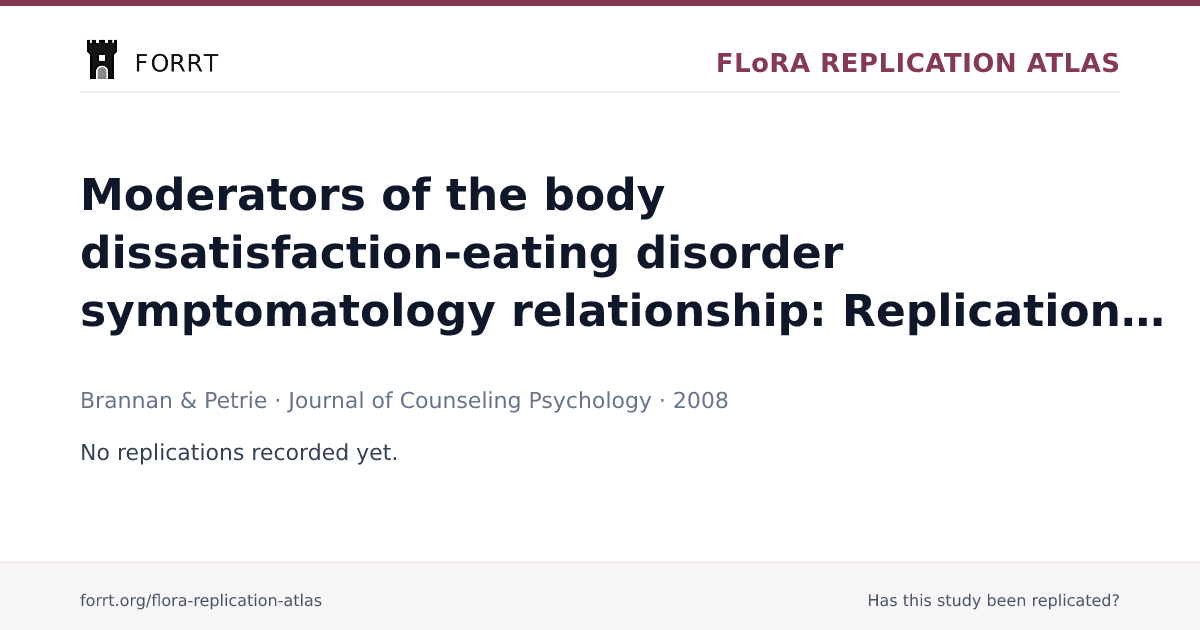 FORRT
FLoRA REPLICATION ATLAS
Moderators of the body
dissatisfaction-eating disorder
symptomatology relationship: Replication…
Brannan & Petrie · Journal of Counseling Psychology · 2008
No replications recorded yet.
forrt.org/flora-replication-atlas
Has this study been replicated?